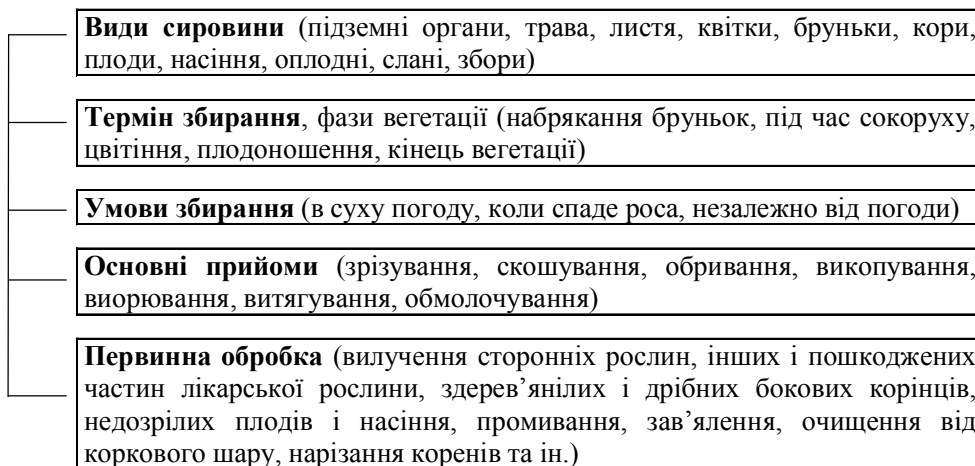 Види сировини (підземні органи, трава, листя, квітки, бруньки, кори,
плоди, насіння, оплодні, слані, збори)
Термін збирання, фази вегетації (набрякання бруньок, під час сокоруху,
цвітіння, плодоношення, кінець вегетації)
Умови збирання (в суху погоду, коли спаде роса, незалежно від погоди)
Основні прийоми (зрізування, скошування, обривання, викопування,
виорювання, витягування, обмолочування)
Первинна обробка (вилучення сторонніх рослин, інших і пошкоджених
частин лікарської рослини, здерев’янілих і дрібних бокових корінців,
недозрілих плодів і насіння, промивання, зав’ялення, очищення від
коркового шару, нарізання коренів та ін.)